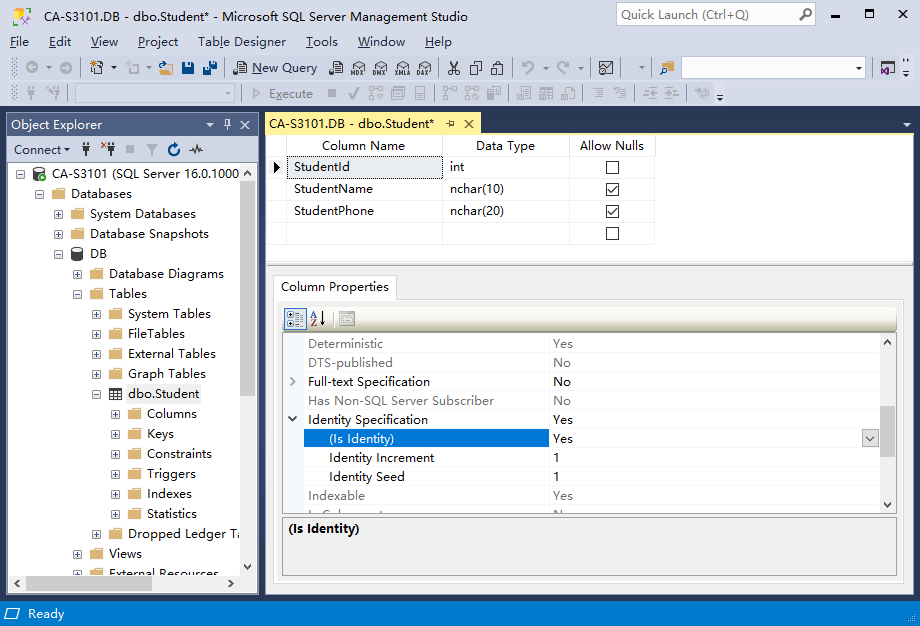 CA-S3101.DB - dbo.Student* - Microsoft SQL Server Management Studio
Quick Launch (Ctrl+Q)
File Edit View Project Table Designer Tools Window Help
New Query MDX DMX XMLA DAX
Execute
Object Explorer
Connect
CA-S3101 (SQL Server 16.0.1000
Databases
System Databases
Database Snapshots
DB
Database Diagrams
Tables
System Tables
FileTables
External Tables
Graph Tables
dbo.Student
Columns
Keys
Constraints
Triggers
Indexes
Statistics
Dropped Ledger Ta
Views
External Resources
CA-S3101.DB - dbo.Student*
Column Name Data Type Allow Nulls
StudentId int
StudentName nchar(10)
StudentPhone nchar(20)
Column Properties
Deterministic Yes
DTS-published No
Full-text Specification No
Has Non-SQL Server Subscriber No
Identity Specification Yes
(Is Identity) Yes
Identity Increment 1
Identity Seed 1
Indexable Yes
(Is Identity)
Ready